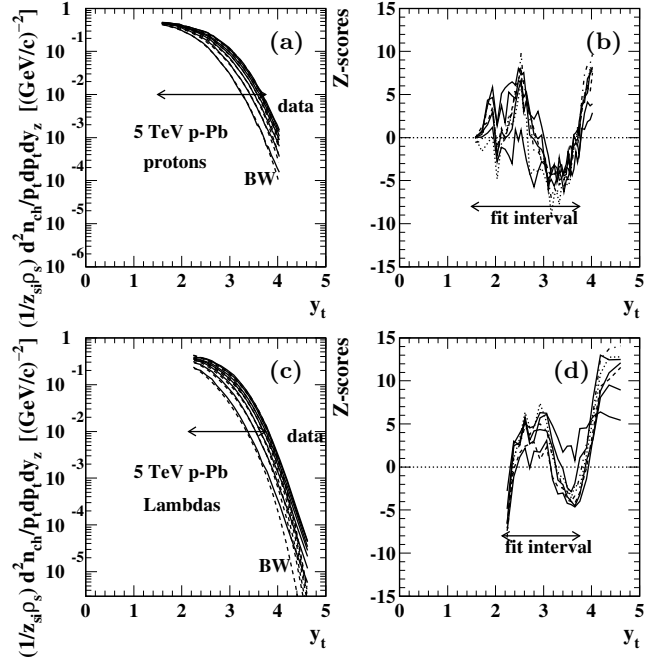 (1/z_si ρ_s) d²n_ch/p_t dp_t dy_z [(GeV/c)⁻²]
1
10⁻¹
10⁻²
10⁻³
10⁻⁴
10⁻⁵
10⁻⁶
(a)
data
5 TeV p-Pb
protons
BW
0 1 2 3 4 5
y_t
Z-scores
15
10
5
0
-5
-10
-15
(b)
fit interval
0 1 2 3 4 5
y_t
(1/z_si ρ_s) d²n_ch/p_t dp_t dy_z [(GeV/c)⁻²]
1
10⁻¹
10⁻²
10⁻³
10⁻⁴
10⁻⁵
(c)
data
5 TeV p-Pb
Lambdas
BW
0 1 2 3 4 5
y_t
Z-scores
15
10
5
0
-5
-10
-15
(d)
fit interval
0 1 2 3 4 5
y_t